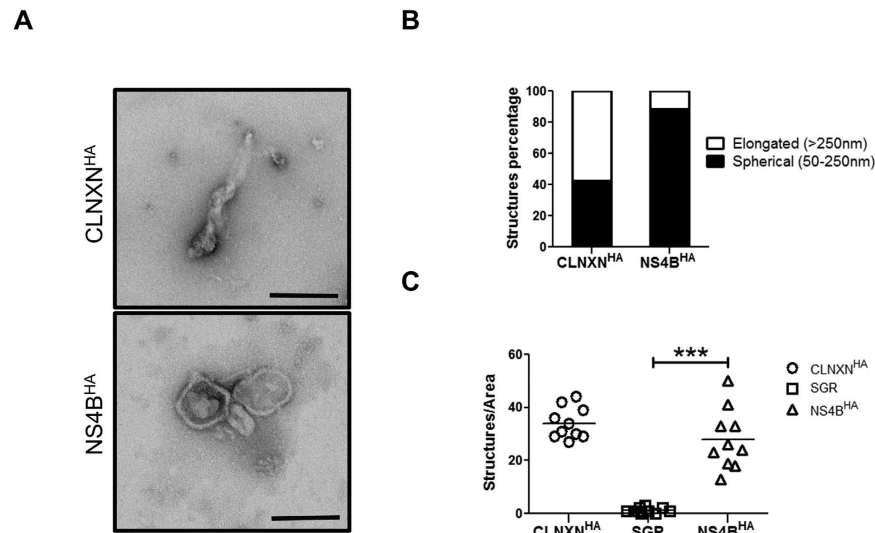 A
CLNXNHA
NS4BHA
B
Structures percentage
100
80
60
40
20
0
CLNXNHA
NS4BHA
Elongated (>250nm)
Spherical (50-250nm)
C
Structures/Area
60
40
20
0
***
CLNXNHA
SGR
NS4BHA
CLNXNHA
SGR
NS4BHA